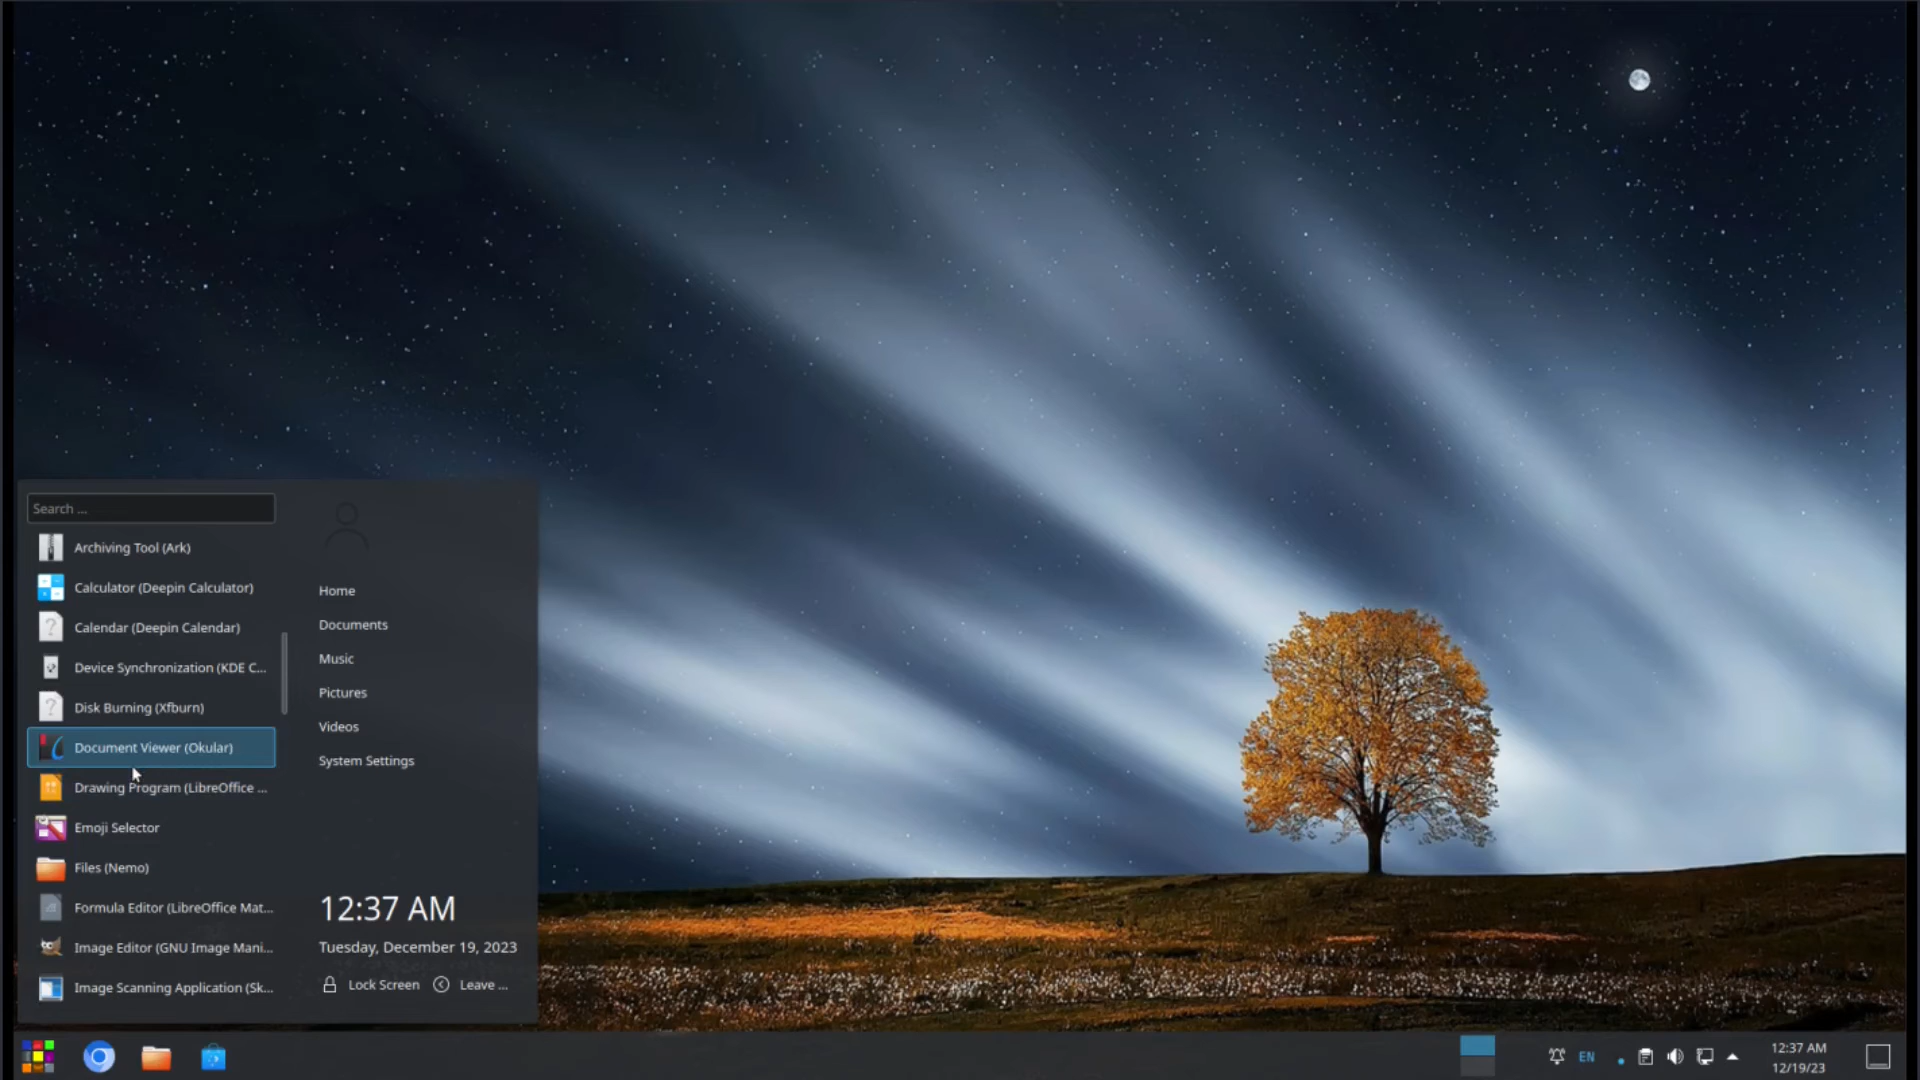 Search ...
Archiving Tool (Ark)
Calculator (Deepin Calculator)
Calendar (Deepin Calendar)
Device Synchronization (KDE C...
Disk Burning (Xfburn)
Document Viewer (Okular)
Drawing Program (LibreOffice ...
Emoji Selector
Files (Nemo)
Formula Editor (LibreOffice Mat...
Image Editor (GNU Image Mani...
Image Scanning Application (Sk...
Home
Documents
Music
Pictures
Videos
System Settings
12:37 AM
Tuesday, December 19, 2023
Lock Screen
Leave ...
EN
12:37 AM
12/19/23